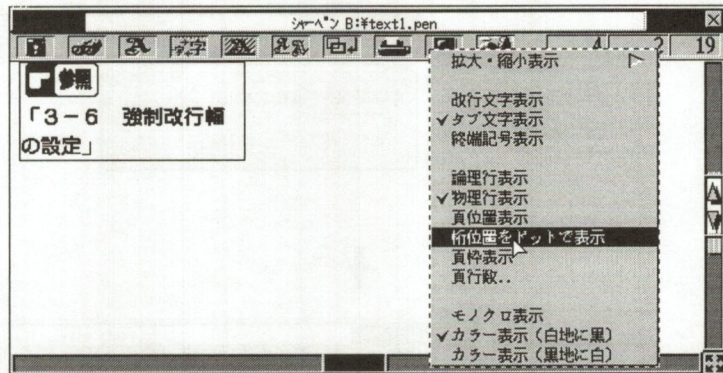 シャーペン B:¥text1.pen
4 2 19
参照
「３－６　強制改行幅
の設定」
拡大・縮小表示
改行文字表示
タブ文字表示
終端記号表示
論理行表示
物理行表示
頁位置表示
桁位置をドットで表示
頁枠表示
頁行数..
モノクロ表示
カラー表示（白地に黒）
カラー表示（黒地に白）